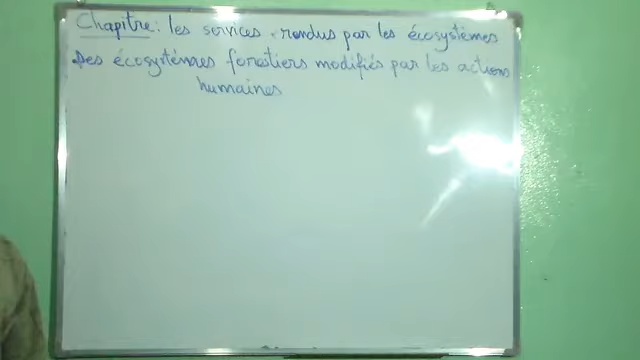 Chapitre: les services rendus par les écosystèmes
Des écosystèmes forestiers modifiés par les actions
humaines